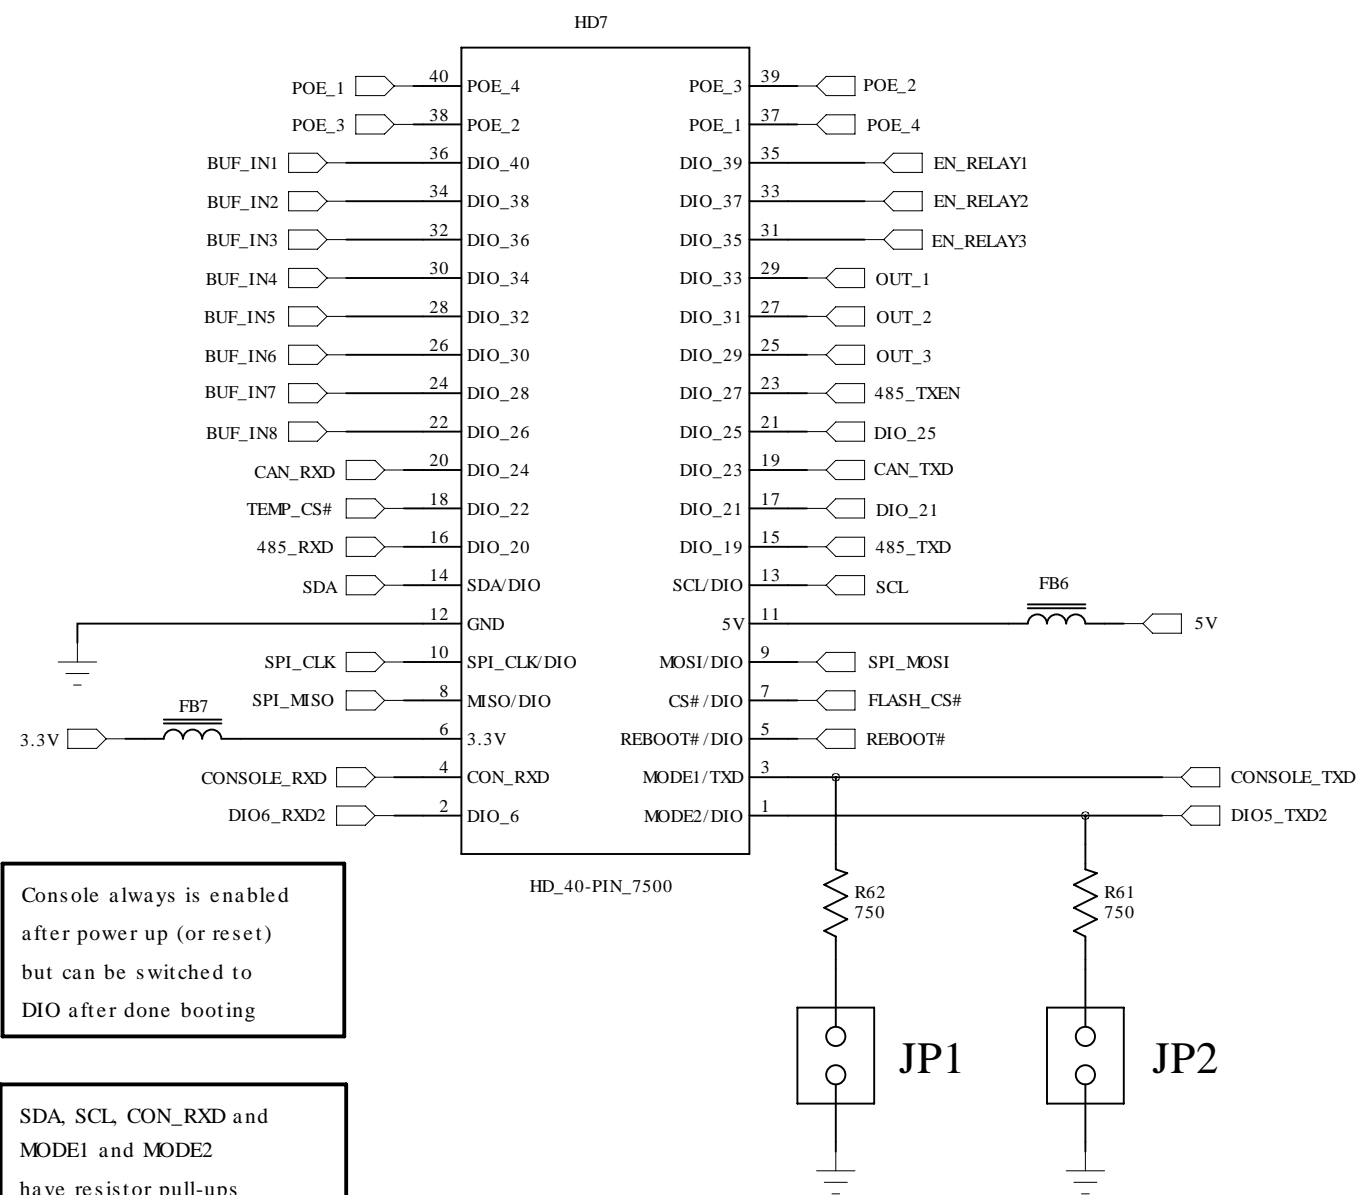 HD7
POE_1 40 POE_4 POE_3 39 POE_2
POE_3 38 POE_2 POE_1 37 POE_4
BUF_IN1 36 DIO_40 DIO_39 35 EN_RELAY1
BUF_IN2 34 DIO_38 DIO_37 33 EN_RELAY2
BUF_IN3 32 DIO_36 DIO_35 31 EN_RELAY3
BUF_IN4 30 DIO_34 DIO_33 29 OUT_1
BUF_IN5 28 DIO_32 DIO_31 27 OUT_2
BUF_IN6 26 DIO_30 DIO_29 25 OUT_3
BUF_IN7 24 DIO_28 DIO_27 23 485_TXEN
BUF_IN8 22 DIO_26 DIO_25 21 DIO_25
CAN_RXD 20 DIO_24 DIO_23 19 CAN_TXD
TEMP_CS# 18 DIO_22 DIO_21 17 DIO_21
485_RXD 16 DIO_20 DIO_19 15 485_TXD
SDA 14 SDA/DIO SCL/DIO 13 SCL
FB6
12 GND 5V 11 5V
SPI_CLK 10 SPI_CLK/DIO MOSI/DIO 9 SPI_MOSI
SPI_MISO 8 MISO/DIO CS#/DIO 7 FLASH_CS#
FB7
3.3V 6 3.3V REBOOT#/DIO 5 REBOOT#
CONSOLE_RXD 4 CON_RXD MODE1/TXD 3 CONSOLE_TXD
DIO6_RXD2 2 DIO_6 MODE2/DIO 1 DIO5_TXD2
HD_40-PIN_7500
R62
750
R61
750
JP1
JP2
Console always is enabled
after power up (or reset)
but can be switched to
DIO after done booting
SDA, SCL, CON_RXD and
MODE1 and MODE2
have resistor pull-ups